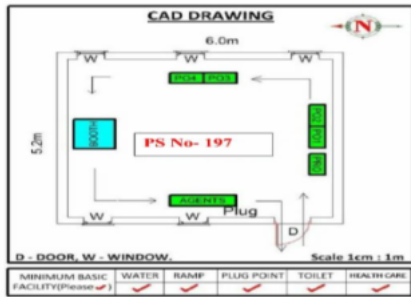 CAD DRAWING
N
6.0m
W W W
PO4 PO3
5.2m
BOOTH
PS No- 197
PO2
PO1
PRO
AGENTS
Plug
W W
D
D - DOOR, W - WINDOW.
Scale 1cm : 1m
MINIMUM BASIC FACILITY(Please ✓) WATER RAMP PLUG POINT TOILET HEALTH CARE
✓ ✓ ✓ ✓ ✓